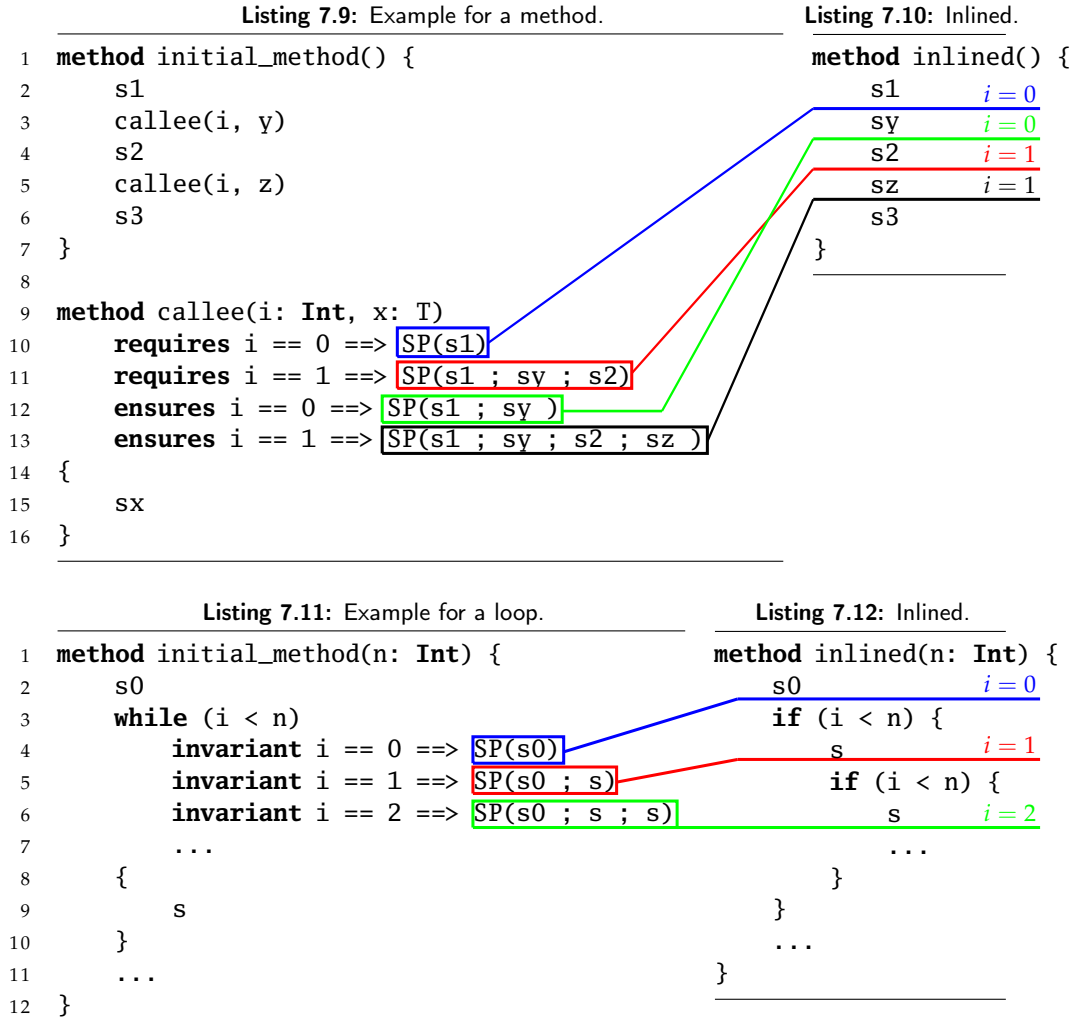 Listing 7.9: Example for a method.
1 method initial_method() {
2 s1
3 callee(i, y)
4 s2
5 callee(i, z)
6 s3
7 }
8
9 method callee(i: Int, x: T)
10 requires i == 0 ==> SP(s1)
11 requires i == 1 ==> SP(s1 ; sy ; s2)
12 ensures i == 0 ==> SP(s1 ; sy )
13 ensures i == 1 ==> SP(s1 ; sy ; s2 ; sz )
14 {
15 sx
16 }
Listing 7.10: Inlined.
method inlined() {
s1 i = 0
sy i = 0
s2 i = 1
sz i = 1
s3
}
Listing 7.11: Example for a loop.
1 method initial_method(n: Int) {
2 s0
3 while (i < n)
4 invariant i == 0 ==> SP(s0)
5 invariant i == 1 ==> SP(s0 ; s)
6 invariant i == 2 ==> SP(s0 ; s ; s)
7 ...
8 {
9 s
10 }
11 ...
12 }
Listing 7.12: Inlined.
method inlined(n: Int) {
s0 i = 0
if (i < n) {
s i = 1
if (i < n) {
s i = 2
...
}
}
...
}